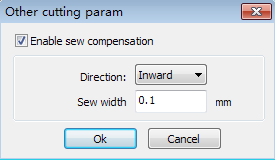 Other cutting param
Enable sew compensation
Direction: Inward
Sew width 0.1 mm
Ok Cancel